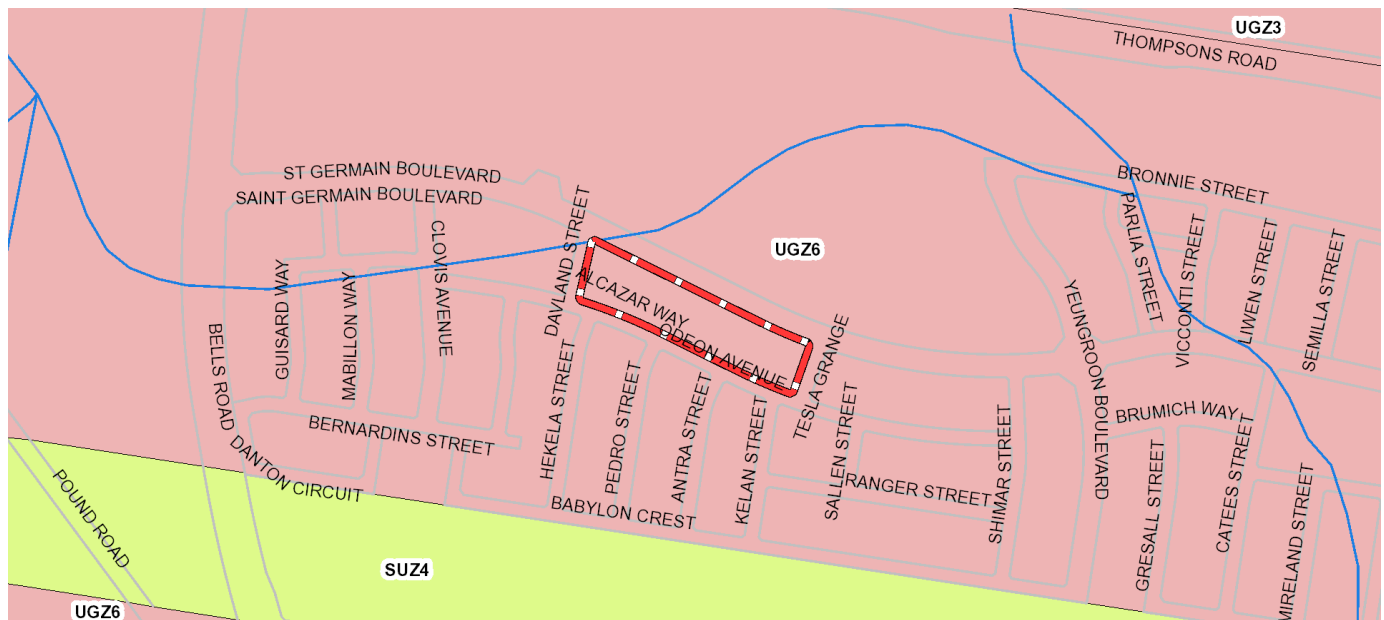 UGZ3
THOMPSONS ROAD
ST GERMAIN BOULEVARD
SAINT GERMAIN BOULEVARD
BRONNIE STREET
DAVLAND STREET
CLOVIS AVENUE
UGZ6
PARLIA STREET
VICCONTI STREET
LIWEN STREET
SEMILLA STREET
GUISARD WAY
MABILLON WAY
ALCAZAR WAY
ODEON AVENUE
TESLA GRANGE
YEUNGROON BOULEVARD
BELLS ROAD
HEKELA STREET
PEDRO STREET
ANTRA STREET
KELAN STREET
SALLEN STREET
SHIMAR STREET
BRUMICH WAY
BERNARDINS STREET
DANTON CIRCUIT
RANGER STREET
GRESALL STREET
CATEES STREET
MIRELAND STREET
POUND ROAD
BABYLON CREST
SUZ4
UGZ6